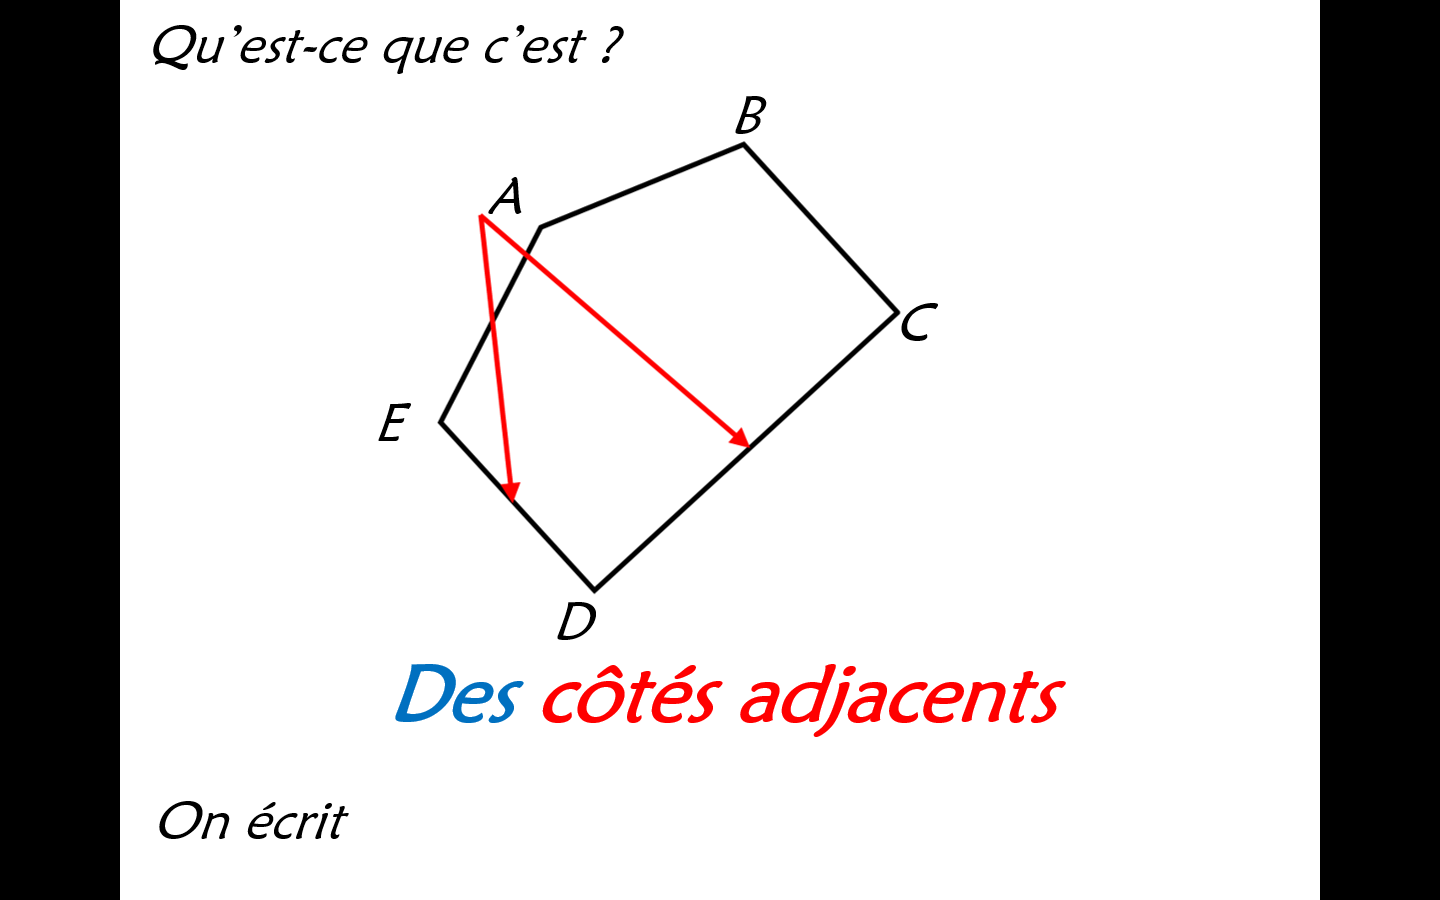 Qu’est-ce que c’est ?
B
A
C
E
D
Des côtés adjacents
On écrit